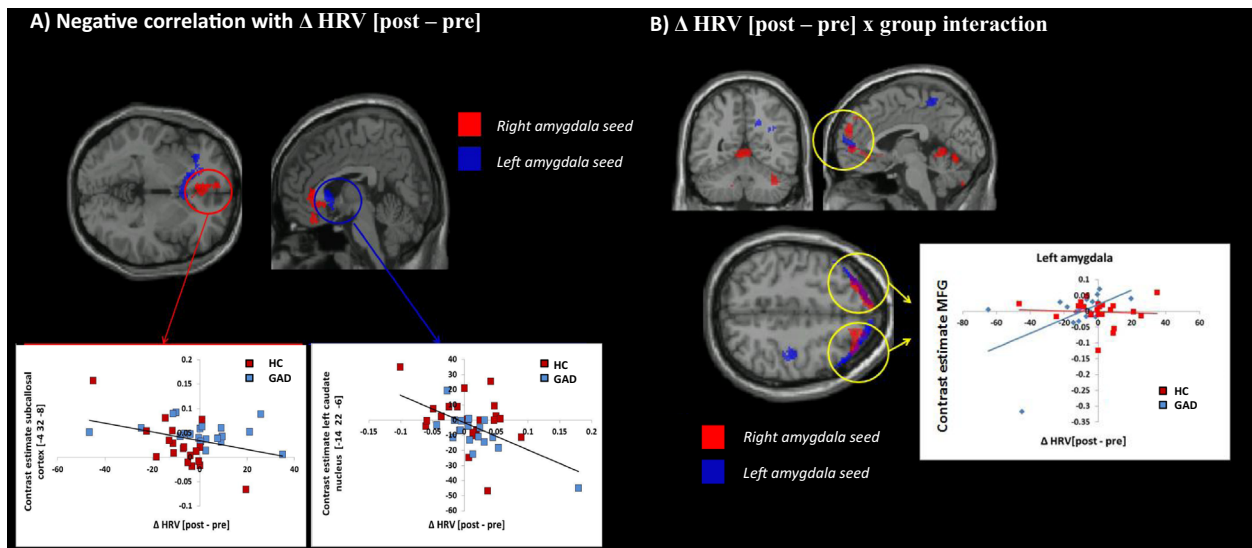 A) Negative correlation with Δ HRV [post – pre]
Right amygdala seed
Left amygdala seed
Contrast estimate subcallosal
cortex [-4 32 -8]
0.2
0.15
0.1
0.05
0
-0.05
-0.1
-60
-40
-20
0
20
40
HC
GAD
Δ HRV [post - pre]
Contrast estimate left caudate
nucleus [-14 22 -6]
40
30
20
10
0
-10
-20
-30
-40
-50
-60
-0.1
-0.05
0
0.05
0.1
0.15
0.2
HC
GAD
Δ HRV [post - pre]
B) Δ HRV [post – pre] x group interaction
Right amygdala seed
Left amygdala seed
Left amygdala
Contrast estimate MFG
0.1
0.05
0
-0.05
-0.1
-0.15
-0.2
-0.25
-0.3
-0.35
-80
-60
-40
-20
0
20
40
60
HC
GAD
Δ HRV[post - pre]